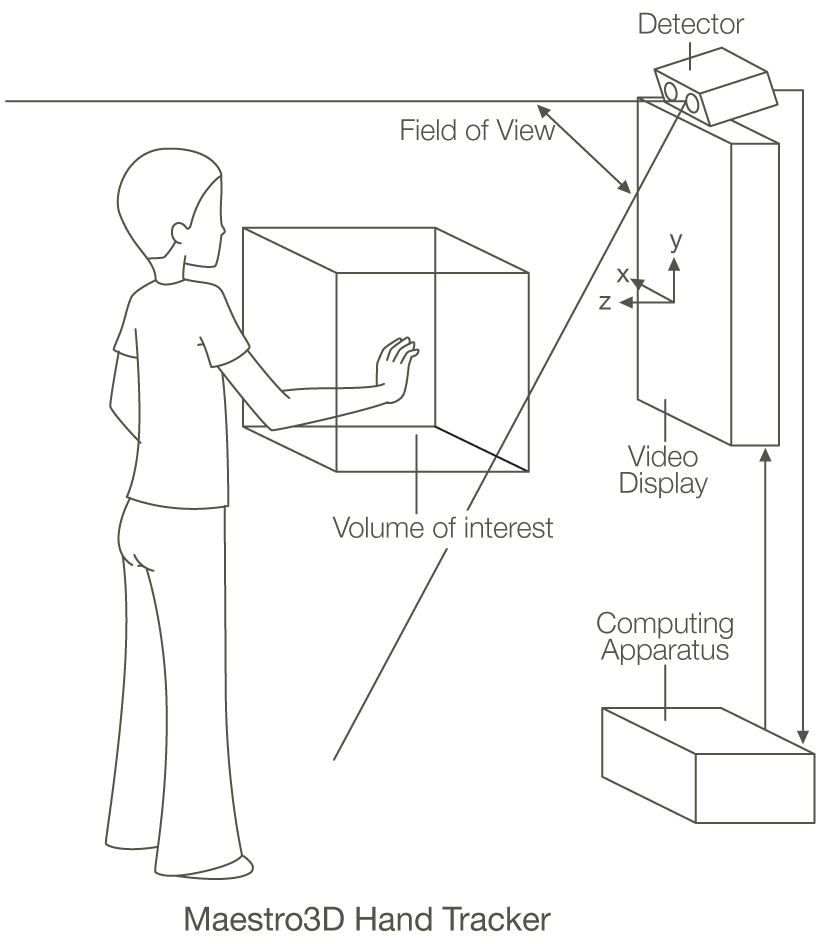 Detector
Field of View
y
x
z
Video
Display
Volume of interest
Computing
Apparatus
Maestro3D Hand Tracker